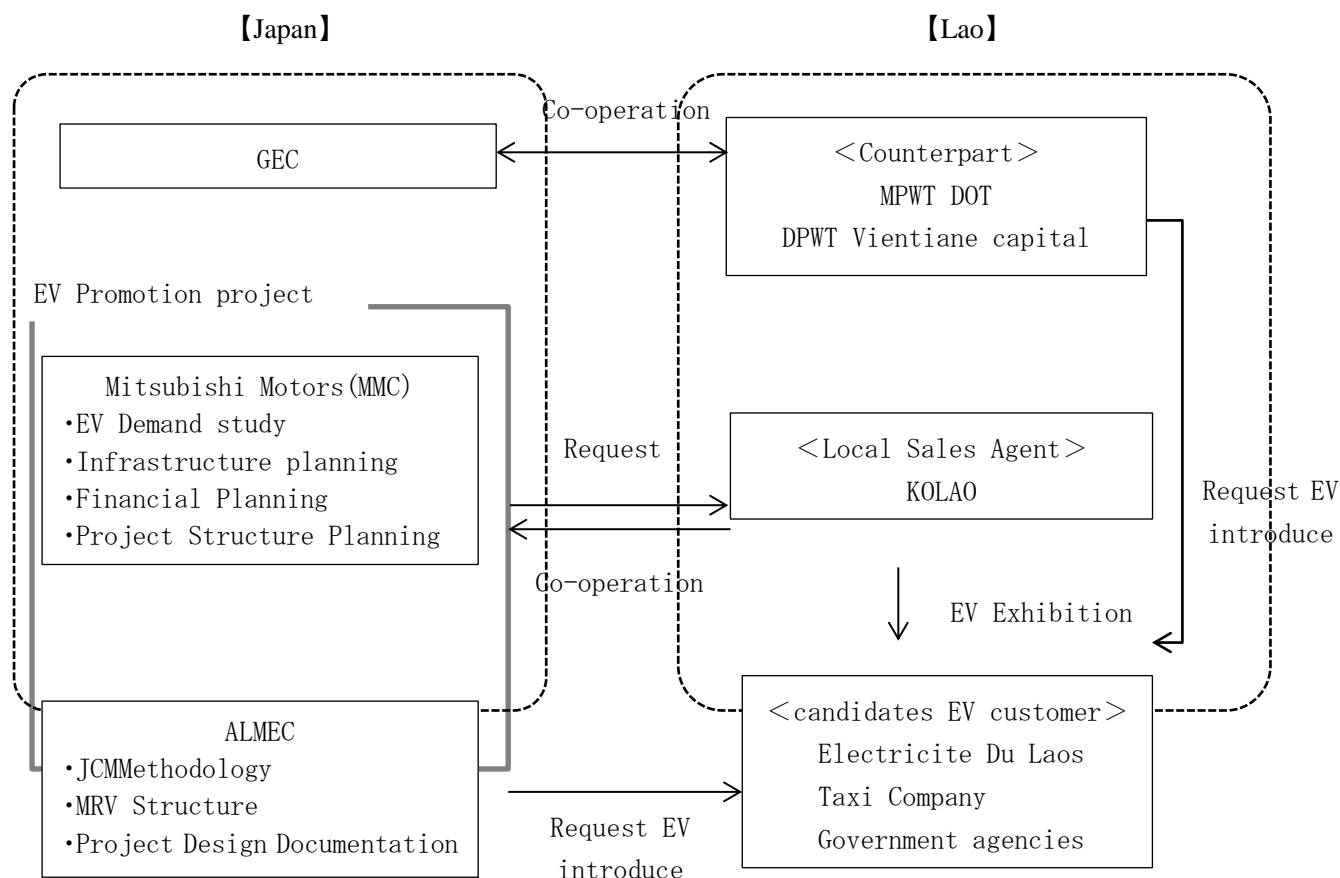 【Japan】
【Lao】
Co-operation
GEC
＜Counterpart＞
MPWT DOT
DPWT Vientiane capital
EV Promotion project
Mitsubishi Motors(MMC)
・EV Demand study
・Infrastructure planning
・Financial Planning
・Project Structure Planning
Request
Co-operation
＜Local Sales Agent＞
KOLAO
Request EV
introduce
EV Exhibition
ALMEC
・JCMMethodology
・MRV Structure
・Project Design Documentation
Request EV
introduce
＜candidates EV customer＞
Electricite Du Laos
Taxi Company
Government agencies